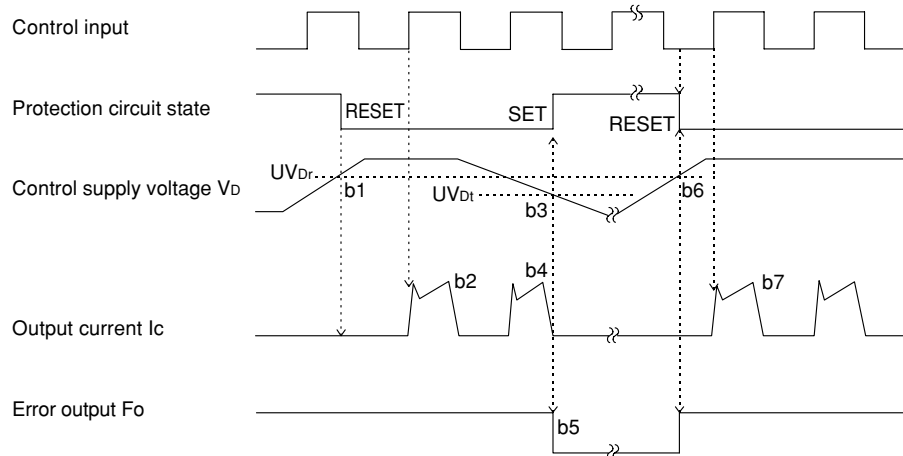 Control input
Protection circuit state
RESET
SET
RESET
Control supply voltage VD
UVDr
b1
UVDt
b3
b6
Output current Ic
b2
b4
b7
Error output Fo
b5